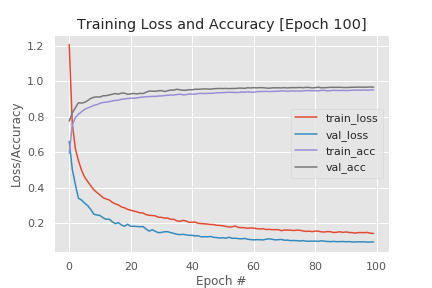 Training Loss and Accuracy [Epoch 100]
1.2
1.0
0.8
0.6
0.4
0.2
Loss/Accuracy
train_loss
val_loss
train_acc
val_acc
0 20 40 60 80 100
Epoch #